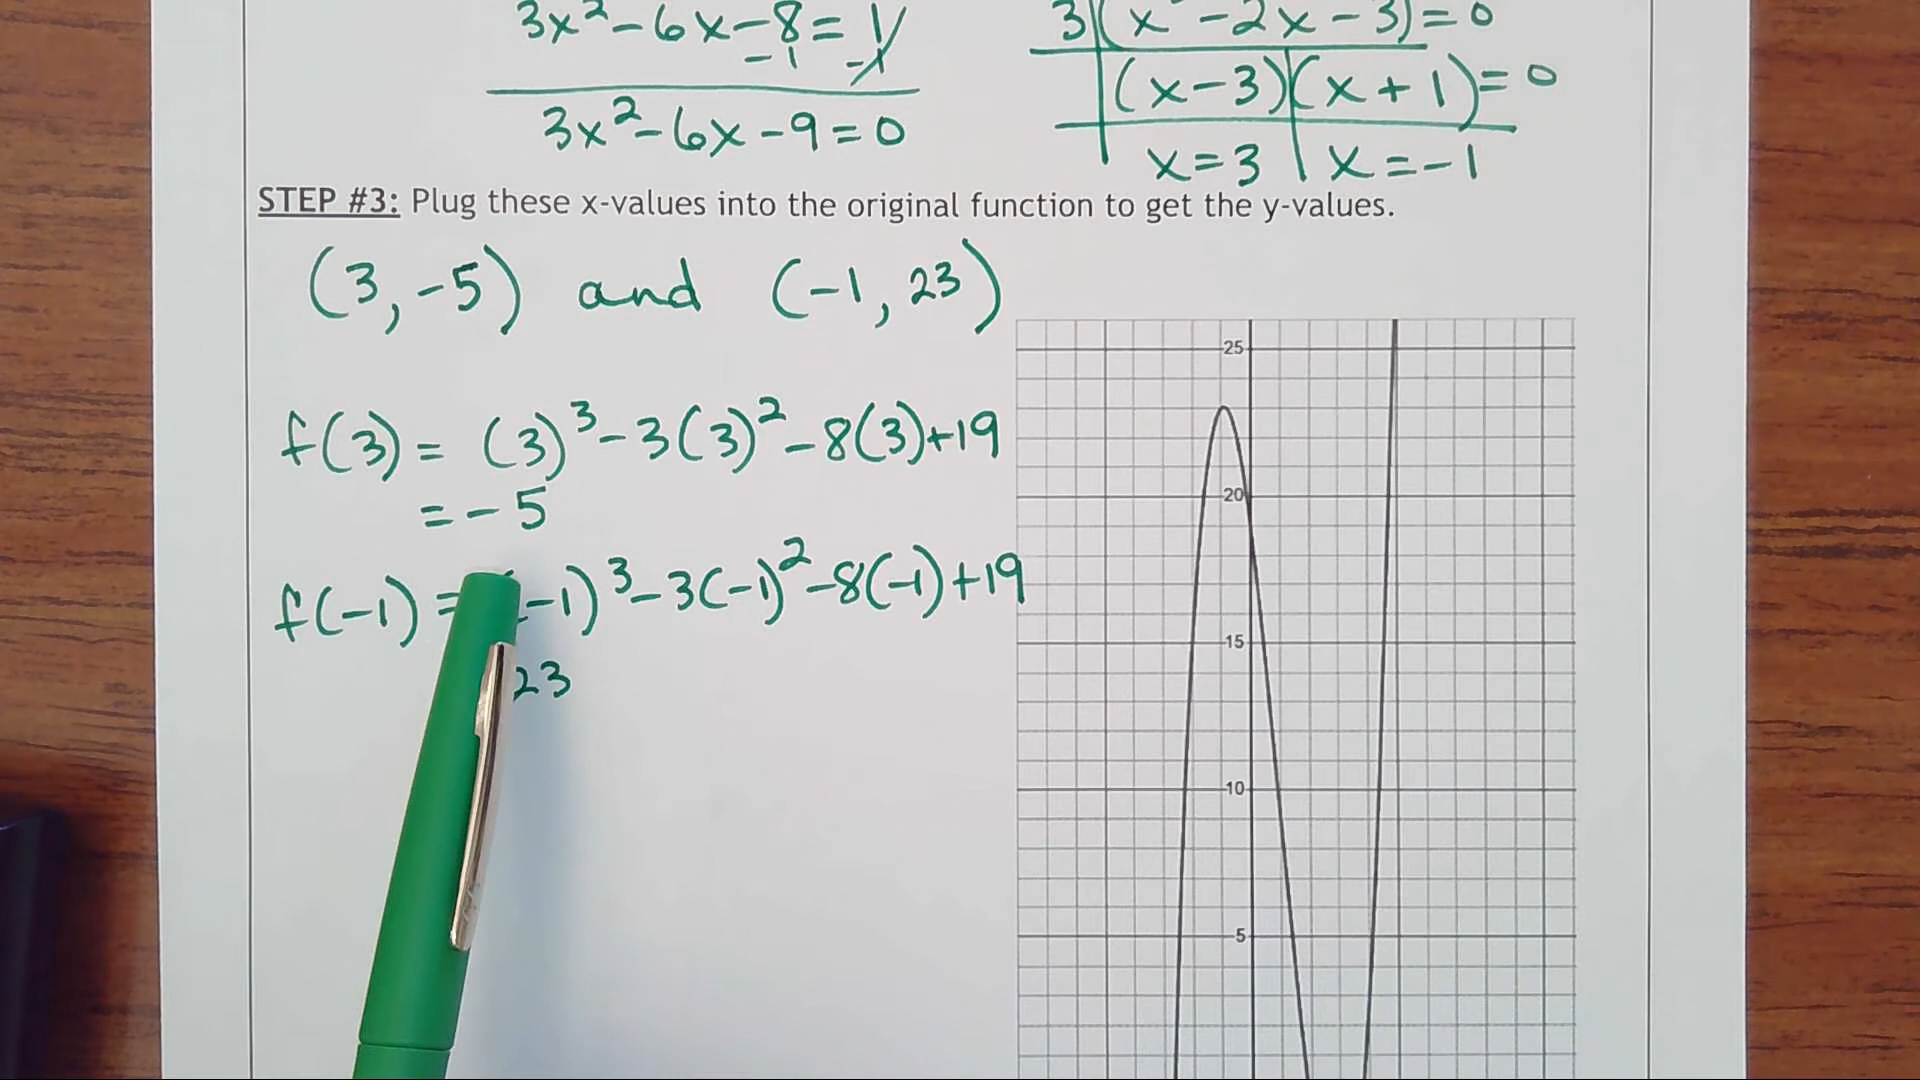 3x² - 6x - 8 = 1
-1 -1
3x² - 6x - 9 = 0
3(x² - 2x - 3) = 0
(x - 3)(x + 1) = 0
x = 3 x = -1
STEP #3: Plug these x-values into the original function to get the y-values.
(3, -5) and (-1, 23)
f(3) = (3)³ - 3(3)² - 8(3) + 19
= -5
f(-1) = (-1)³ - 3(-1)² - 8(-1) + 19
23
25
20
15
10
5